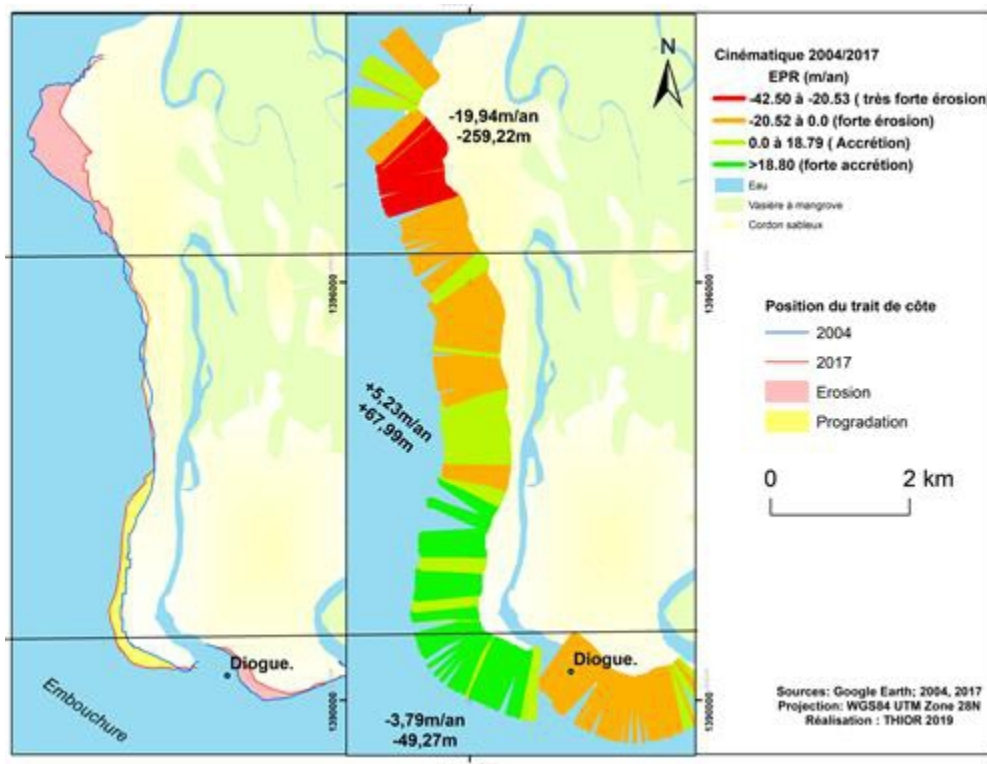 -19,94m/an
-259,22m
+5,23m/an
+67,99m
-3,79m/an
-49,27m
Diogue.
Diogue.
Embouchure
1396000
1396000
1390000
1390000
N
Cinématique 2004/2017
EPR (m/an)
-42.50 à -20.53 ( très forte érosion)
-20.52 à 0.0 (forte érosion)
0.0 à 18.79 ( Accrétion)
>18.80 (forte accrétion)
Eau
Vasière à mangrove
Cordon sableux
Position du trait de côte
2004
2017
Erosion
Progradation
0 2 km
Sources: Google Earth; 2004, 2017
Projection: WGS84 UTM Zone 28N
Réalisation : THIOR 2019